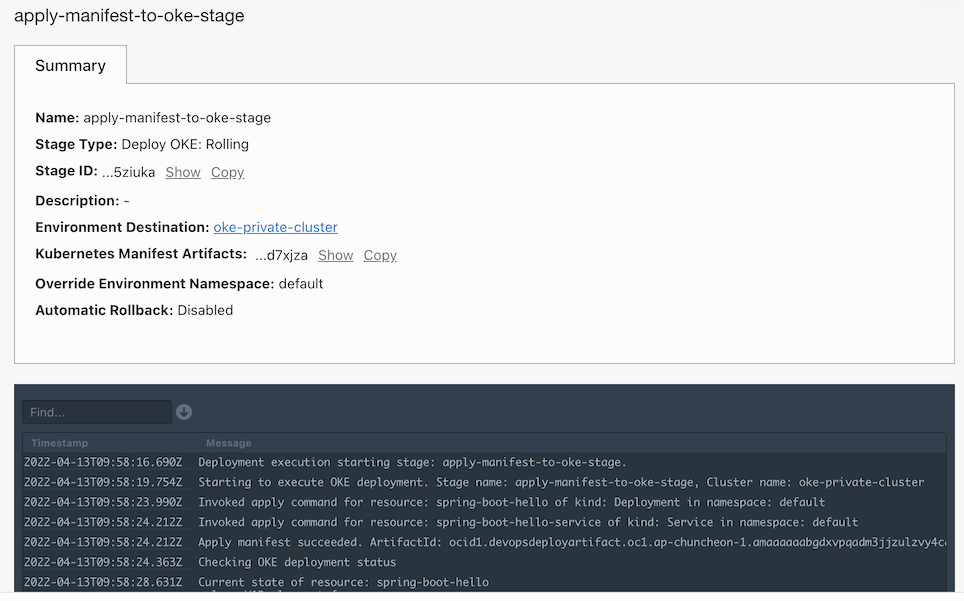 apply-manifest-to-oke-stage
Summary
Name: apply-manifest-to-oke-stage
Stage Type: Deploy OKE: Rolling
Stage ID: ...5ziuka Show Copy
Description: -
Environment Destination: oke-private-cluster
Kubernetes Manifest Artifacts: ...d7xjza Show Copy
Override Environment Namespace: default
Automatic Rollback: Disabled
Find...
Timestamp Message
2022-04-13T09:58:16.690Z Deployment execution starting stage: apply-manifest-to-oke-stage.
2022-04-13T09:58:19.754Z Starting to execute OKE deployment. Stage name: apply-manifest-to-oke-stage, Cluster name: oke-private-cluster
2022-04-13T09:58:23.990Z Invoked apply command for resource: spring-boot-hello of kind: Deployment in namespace: default
2022-04-13T09:58:24.212Z Invoked apply command for resource: spring-boot-hello-service of kind: Service in namespace: default
2022-04-13T09:58:24.212Z Apply manifest succeeded. ArtifactId: ocid1.devopsdeployartifact.oc1.ap-chuncheon-1.amaaaaaabgdxvpqadm3jjzulzvy4c
2022-04-13T09:58:24.363Z Checking OKE deployment status
2022-04-13T09:58:28.631Z Current state of resource: spring-boot-hello